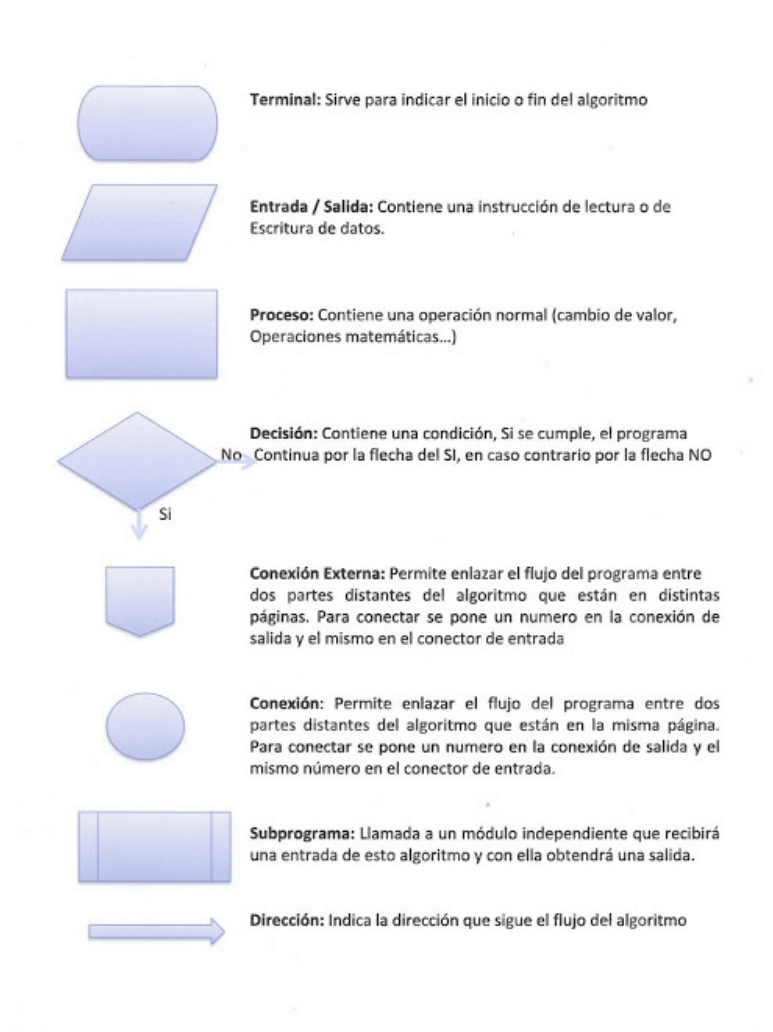 Terminal: Sirve para indicar el inicio o fin del algoritmo
Entrada / Salida: Contiene una instrucción de lectura o de
Escritura de datos.
Proceso: Contiene una operación normal (cambio de valor,
Operaciones matemáticas...)
Decisión: Contiene una condición, Si se cumple, el programa
No Continua por la flecha del SI, en caso contrario por la flecha NO
Si
Conexión Externa: Permite enlazar el flujo del programa entre
dos partes distantes del algoritmo que están en distintas
páginas. Para conectar se pone un numero en la conexión de
salida y el mismo en el conector de entrada
Conexión: Permite enlazar el flujo del programa entre dos
partes distantes del algoritmo que están en la misma página.
Para conectar se pone un numero en la conexión de salida y el
mismo número en el conector de entrada.
Subprograma: Llamada a un módulo independiente que recibirá
una entrada de esto algoritmo y con ella obtendrá una salida.
Dirección: Indica la dirección que sigue el flujo del algoritmo